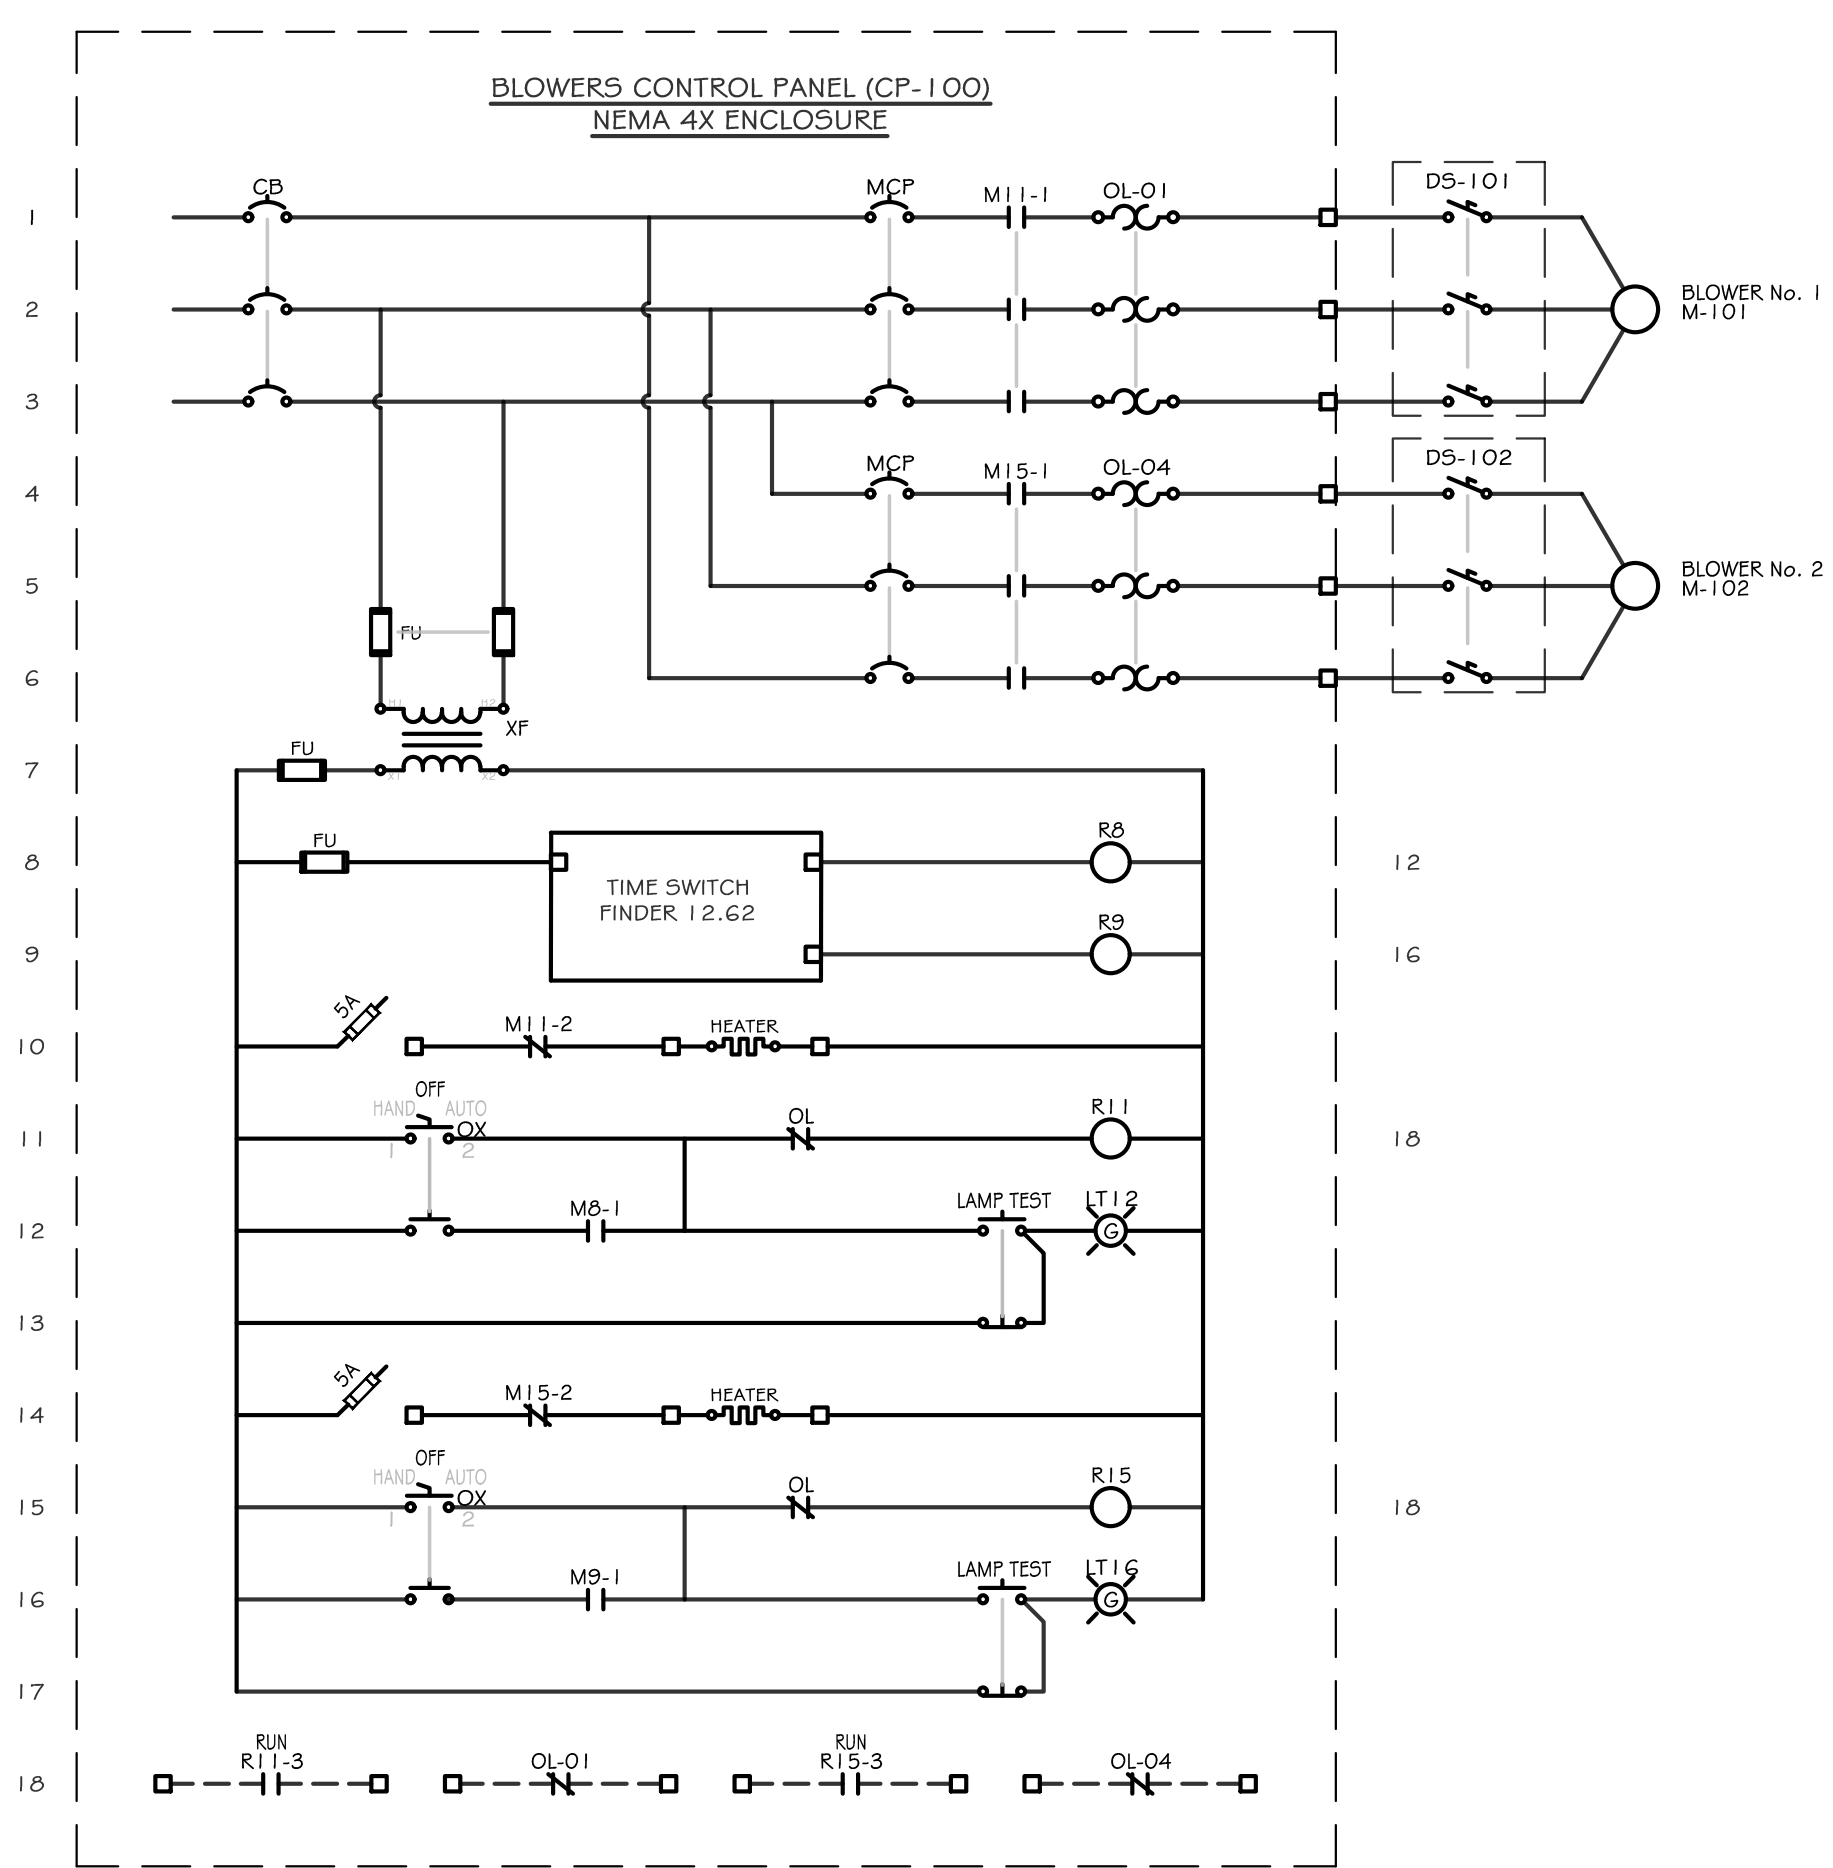 BLOWERS CONTROL PANEL (CP-100)
NEMA 4X ENCLOSURE
CB
MCP
M11-1
OL-01
DS-101
1
2
BLOWER No. 1
M-101
3
MCP
M15-1
OL-04
DS-102
4
5
BLOWER No. 2
M-102
FU
6
H1
H2
XF
FU
7
X1
X2
FU
R8
8
12
TIME SWITCH
FINDER 12.62
R9
9
16
5A
M11-2
HEATER
10
OFF
HAND
AUTO
OL
R11
OX
11
18
1
2
M8-1
LAMP TEST
LT12
12
G
13
5A
M15-2
HEATER
14
OFF
HAND
AUTO
OL
R15
OX
15
18
1
2
M9-1
LAMP TEST
LT16
16
G
17
RUN
R11-3
OL-01
RUN
R15-3
OL-04
18